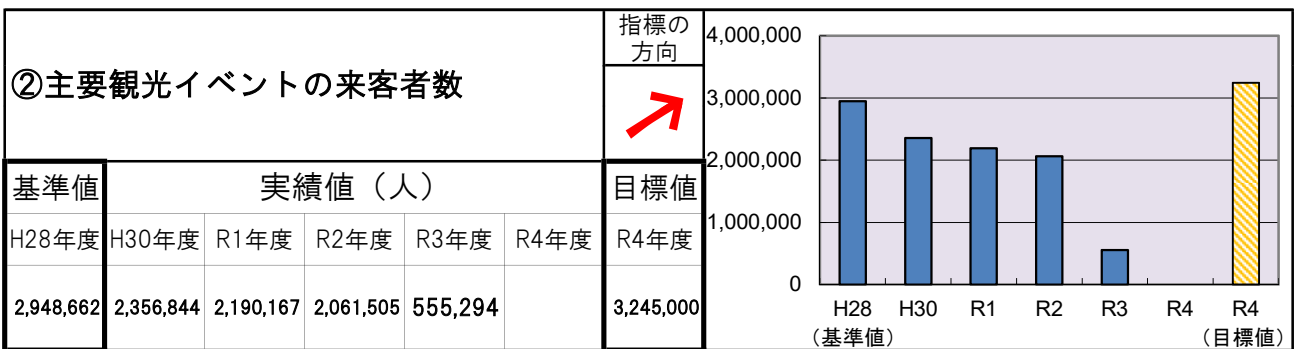 ②主要観光イベントの来客者数
指標の
方向
基準値 実績値（人） 目標値
H28年度 H30年度 R1年度 R2年度 R3年度 R4年度 R4年度
2,948,662 2,356,844 2,190,167 2,061,505 555,294 3,245,000
4,000,000
3,000,000
2,000,000
1,000,000
0
H28 H30 R1 R2 R3 R4 R4
（基準値） （目標値）